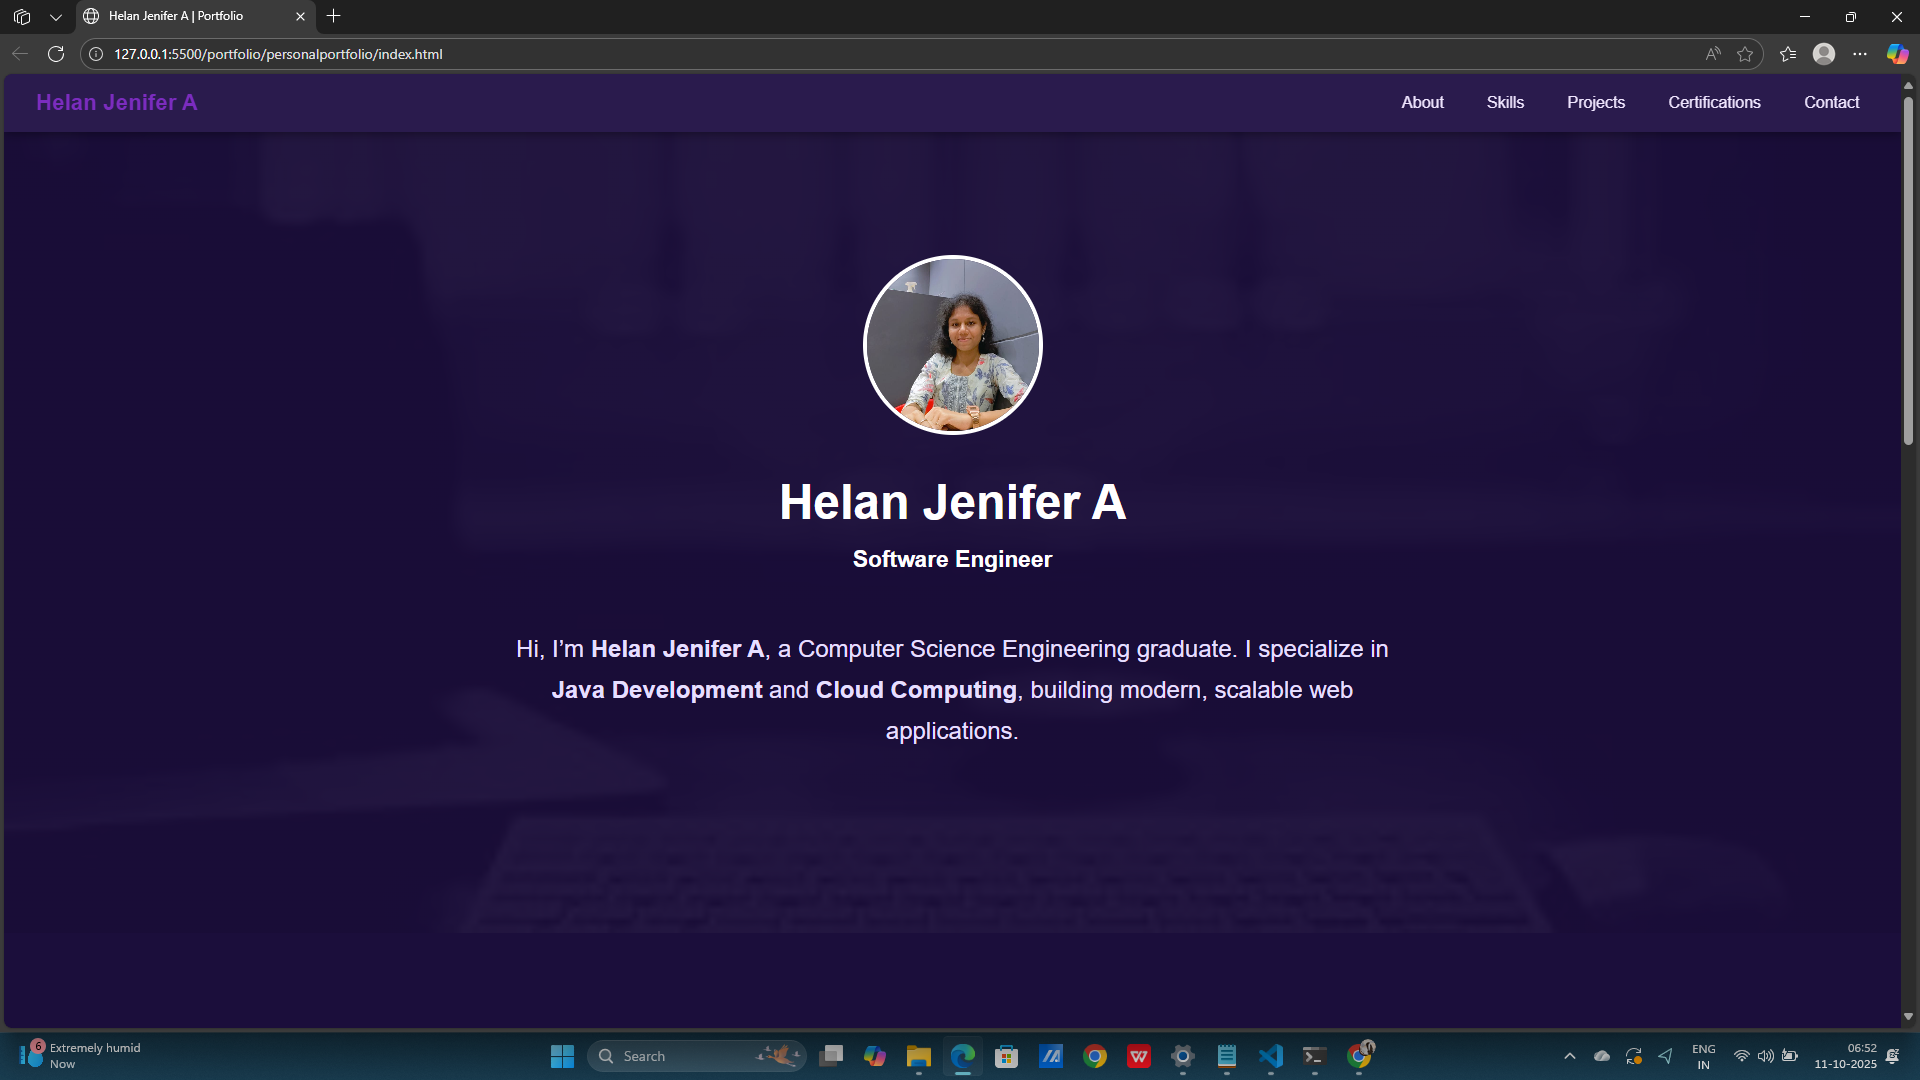 Helan Jenifer A | Portfolio
127.0.0.1:5500/portfolio/personalportfolio/index.html
Helan Jenifer A
About Skills Projects Certifications Contact
Helan Jenifer A
Software Engineer
Hi, I’m Helan Jenifer A, a Computer Science Engineering graduate. I specialize in
Java Development and Cloud Computing, building modern, scalable web
applications.
6
Extremely humid
Now
Search
ENG
IN
06:52
11-10-2025